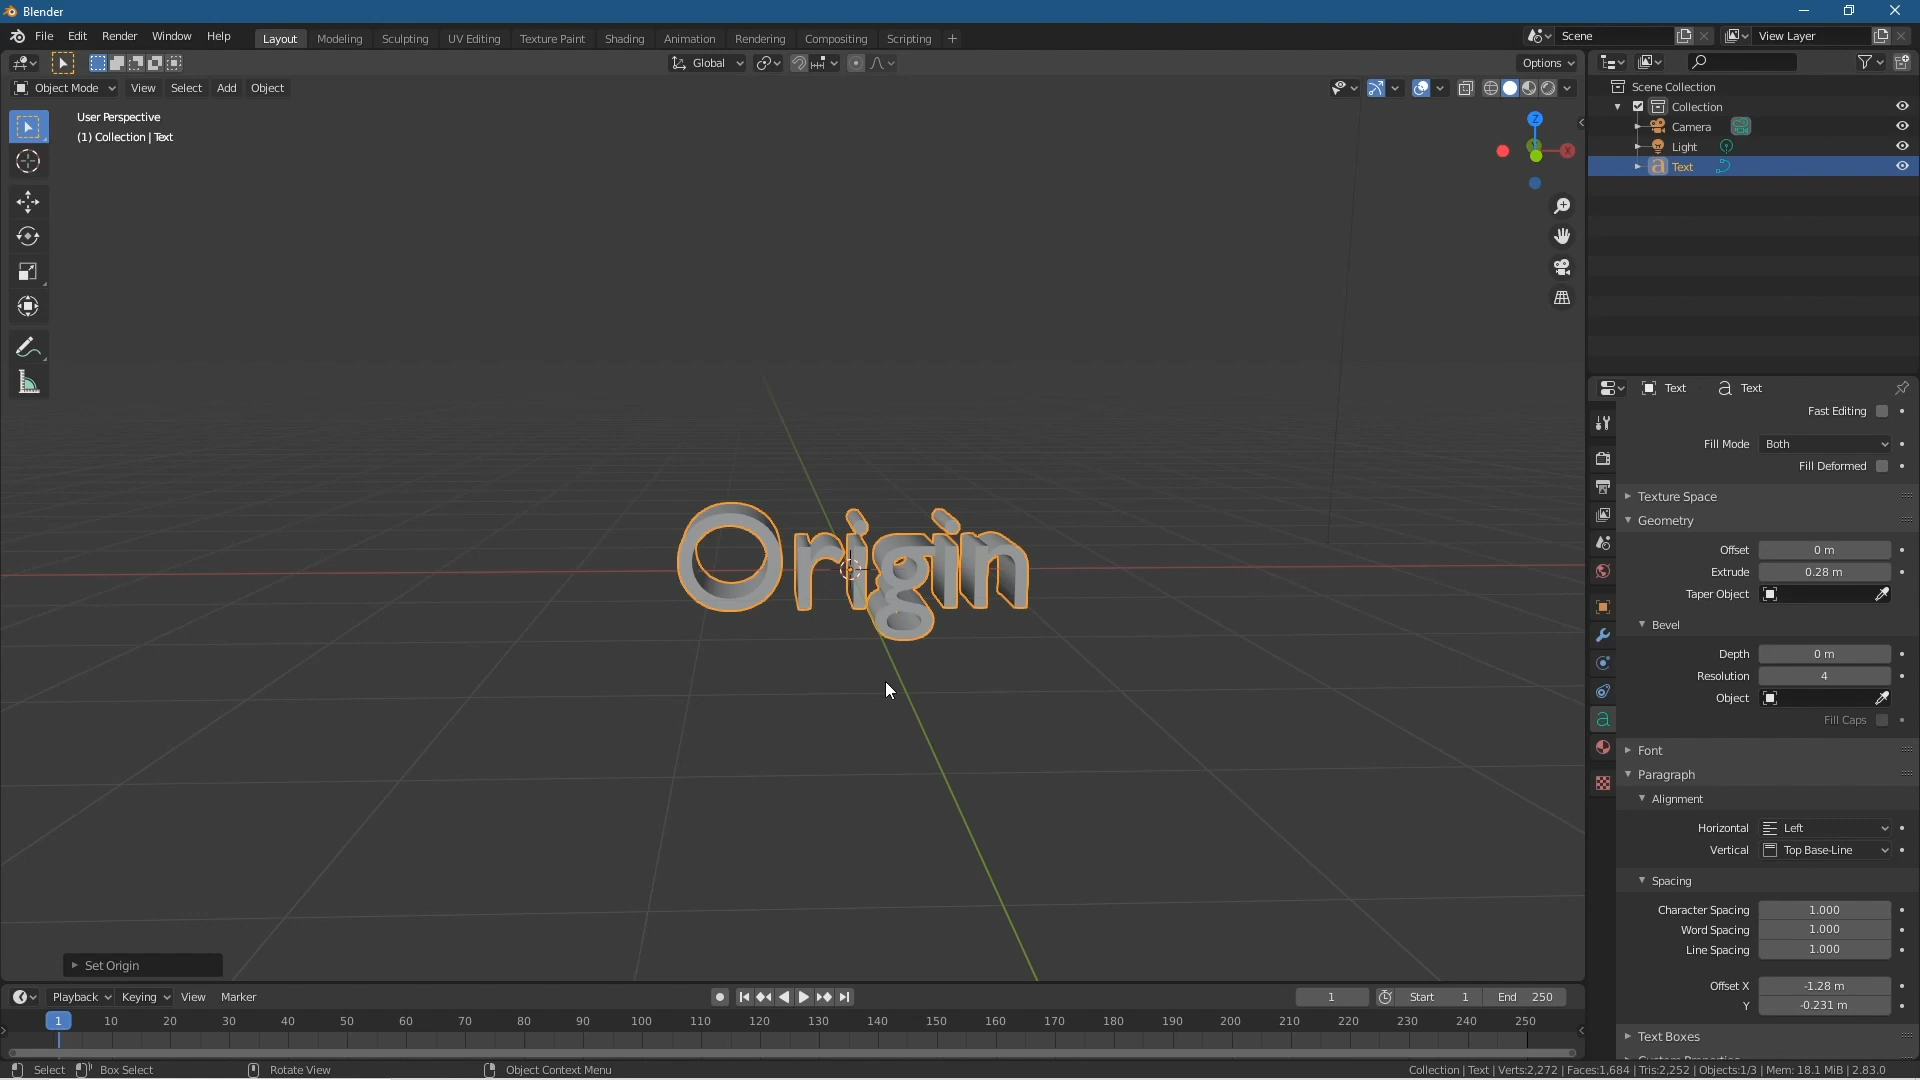 Blender
File Edit Render Window Help
Layout Modeling Sculpting UV Editing Texture Paint Shading Animation Rendering Compositing Scripting +
Scene
View Layer
Global
Options
Object Mode View Select Add Object
User Perspective
(1) Collection | Text
Z
X
Scene Collection
Collection
Camera
Light
Text
Text Text
Fast Editing
Fill Mode Both
Fill Deformed
Texture Space
Geometry
Offset 0 m
Extrude 0.28 m
Taper Object
Bevel
Depth 0 m
Resolution 4
Object
Fill Caps
Font
Paragraph
Alignment
Horizontal Left
Vertical Top Base-Line
Spacing
Character Spacing 1.000
Word Spacing 1.000
Line Spacing 1.000
Offset X -1.28 m
Y -0.231 m
Text Boxes
Custom Properties
Origin
Set Origin
Playback Keying View Marker
1
Start 1
End 250
1 10 20 30 40 50 60 70 80 90 100 110 120 130 140 150 160 170 180 190 200 210 220 230 240 250
Select Box Select Rotate View Object Context Menu
Collection | Text | Verts:2,272 | Faces:1,684 | Tris:2,252 | Objects:1/3 | Mem: 18.1 MiB | 2.83.0